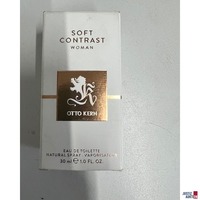 SOFT
CONTRAST
WOMAN
OTTO KERN
EAU DE TOILETTE
NATURAL SPRAY VAPORISATEUR
30 ml ℮ 1.0 FL. OZ.